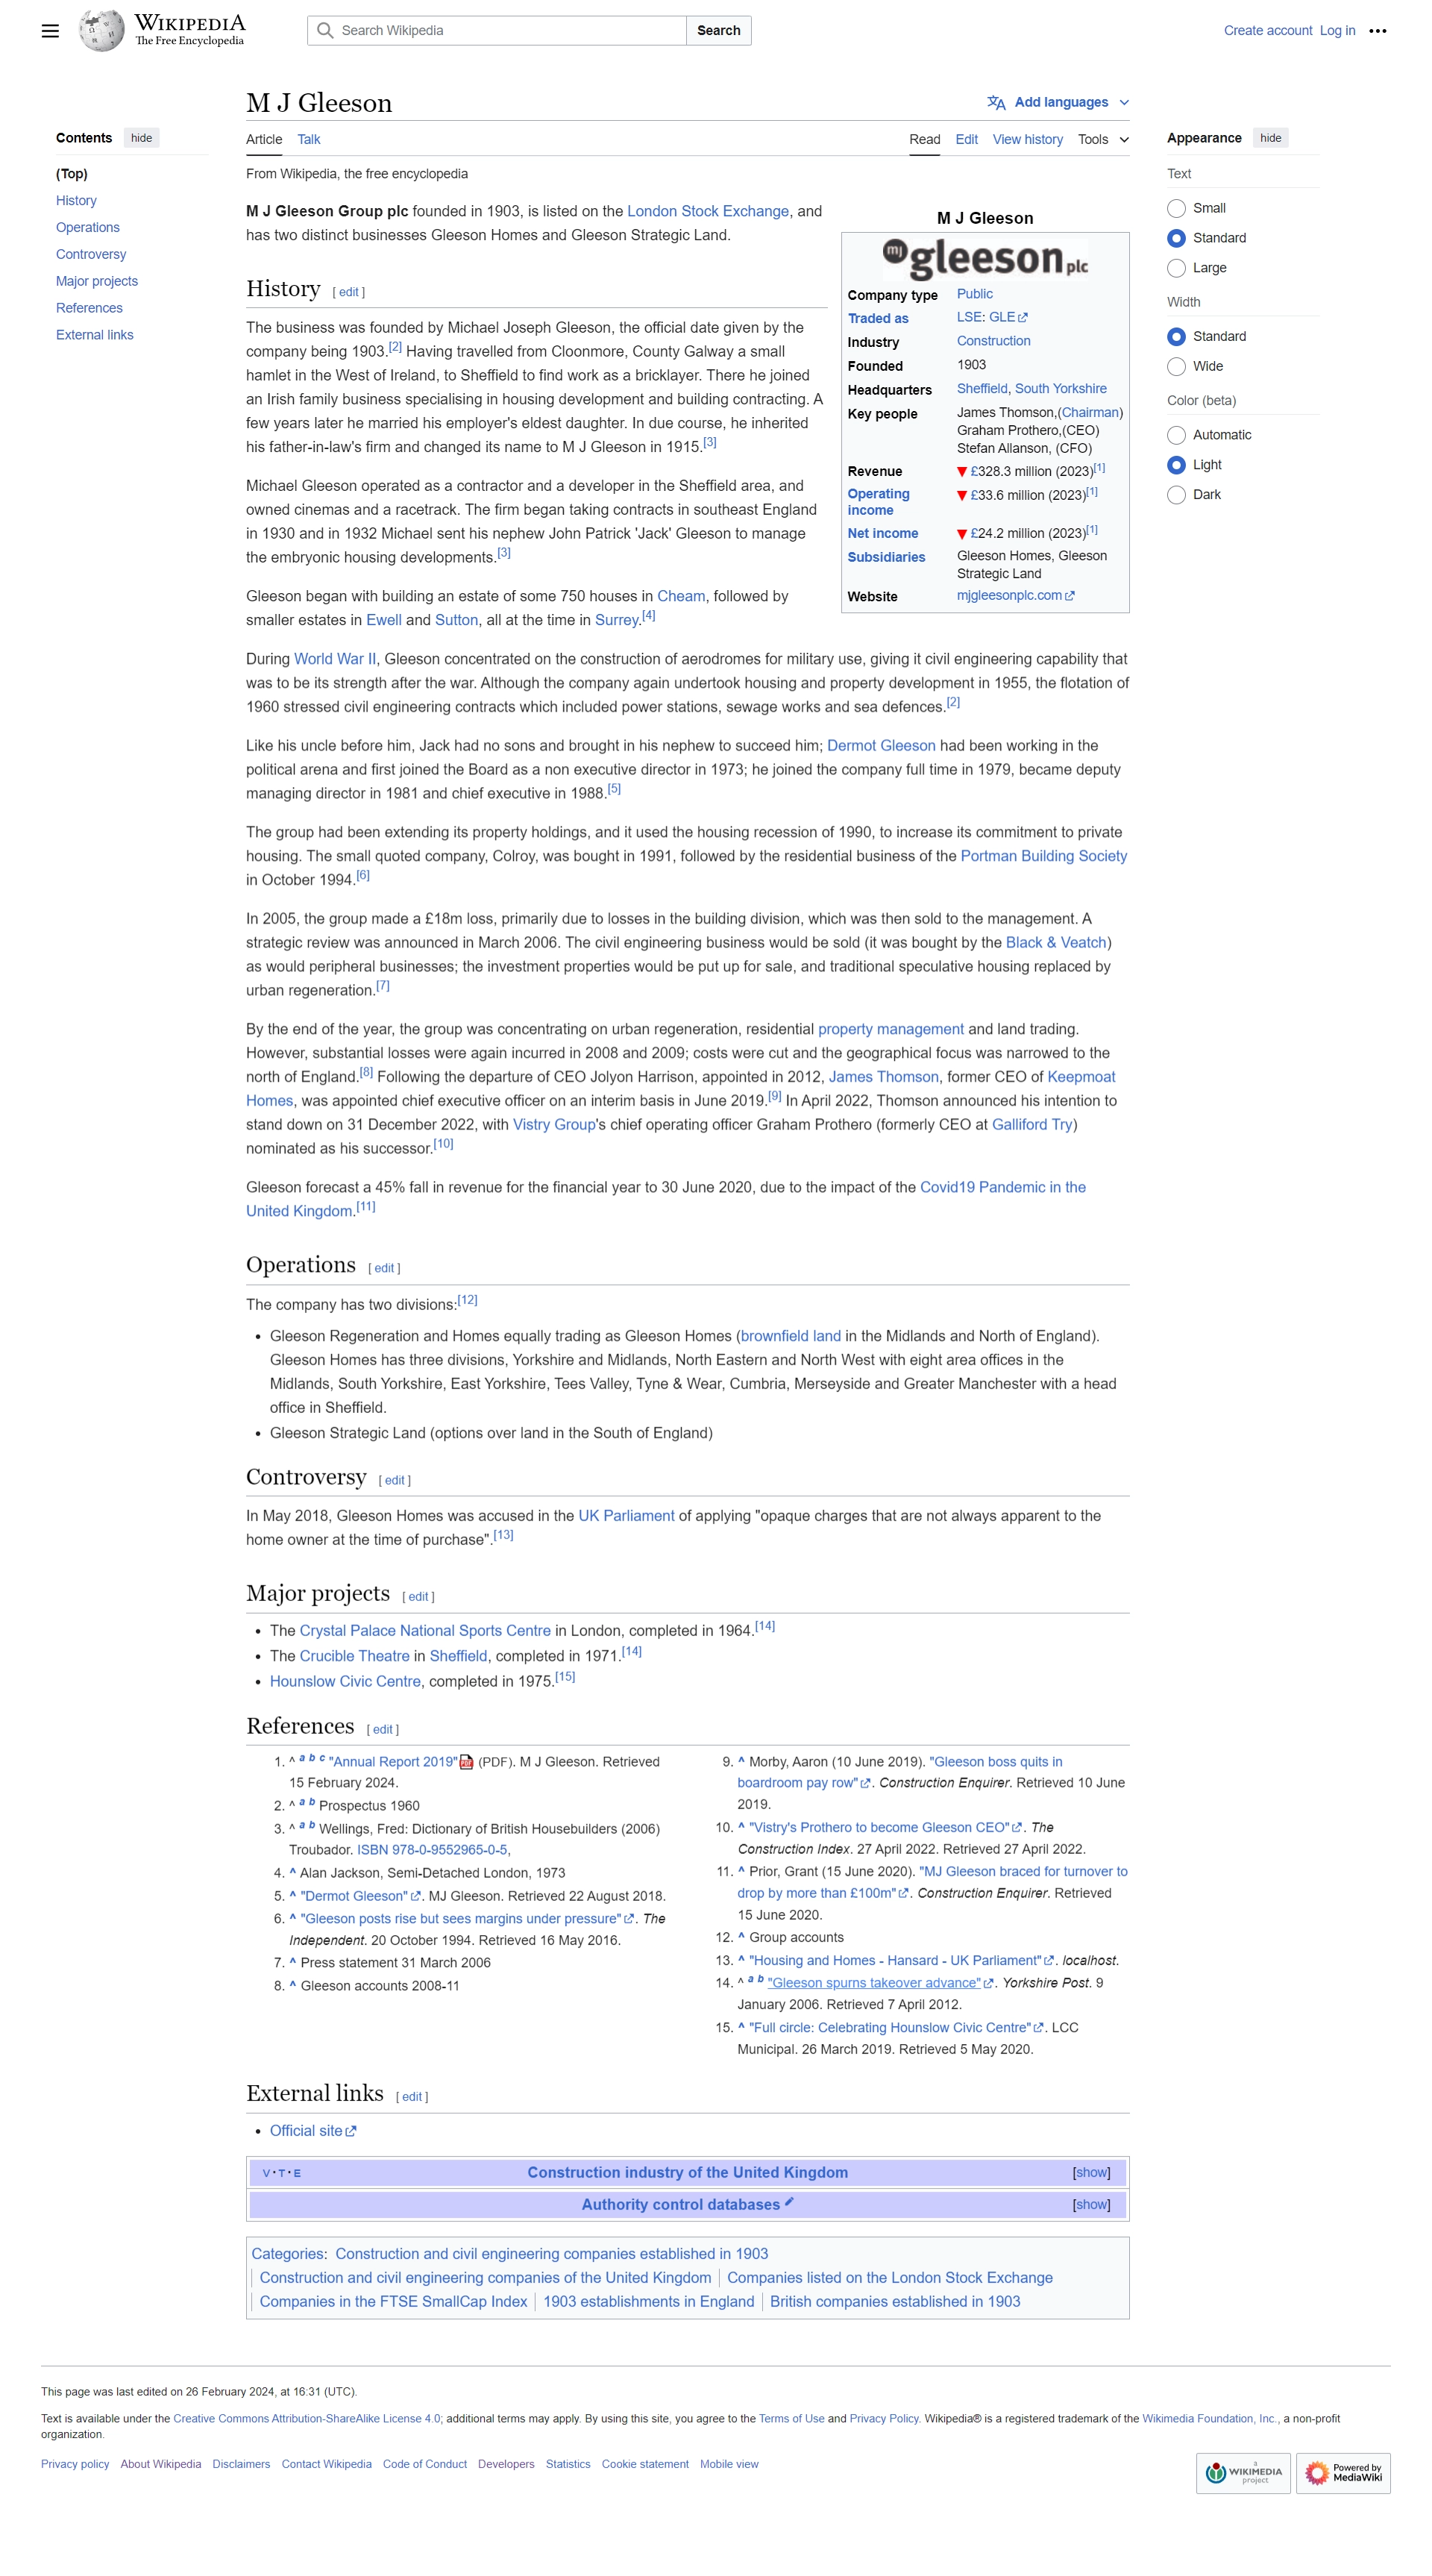 WIKIPEDIA
The Free Encyclopedia
Search Wikipedia
Search
Create account Log in
Contents hide
(Top)
History
Operations
Controversy
Major projects
References
External links
M J Gleeson
Add languages
Article Talk
Read Edit View history Tools
From Wikipedia, the free encyclopedia
M J Gleeson Group plc founded in 1903, is listed on the London Stock Exchange, and
has two distinct businesses Gleeson Homes and Gleeson Strategic Land.
M J Gleeson
mj gleeson plc
Company type Public
Traded as LSE: GLE
Industry Construction
Founded 1903
Headquarters Sheffield, South Yorkshire
Key people James Thomson,(Chairman)
Graham Prothero,(CEO)
Stefan Allanson, (CFO)
Revenue ▼ £328.3 million (2023)[1]
Operating
income ▼ £33.6 million (2023)[1]
Net income ▼ £24.2 million (2023)[1]
Subsidiaries Gleeson Homes, Gleeson
Strategic Land
Website mjgleesonplc.com
History [ edit ]
The business was founded by Michael Joseph Gleeson, the official date given by the
company being 1903.[2] Having travelled from Cloonmore, County Galway a small
hamlet in the West of Ireland, to Sheffield to find work as a bricklayer. There he joined
an Irish family business specialising in housing development and building contracting. A
few years later he married his employer's eldest daughter. In due course, he inherited
his father-in-law's firm and changed its name to M J Gleeson in 1915.[3]
Michael Gleeson operated as a contractor and a developer in the Sheffield area, and
owned cinemas and a racetrack. The firm began taking contracts in southeast England
in 1930 and in 1932 Michael sent his nephew John Patrick 'Jack' Gleeson to manage
the embryonic housing developments.[3]
Gleeson began with building an estate of some 750 houses in Cheam, followed by
smaller estates in Ewell and Sutton, all at the time in Surrey.[4]
During World War II, Gleeson concentrated on the construction of aerodromes for military use, giving it civil engineering capability that
was to be its strength after the war. Although the company again undertook housing and property development in 1955, the flotation of
1960 stressed civil engineering contracts which included power stations, sewage works and sea defences.[2]
Like his uncle before him, Jack had no sons and brought in his nephew to succeed him; Dermot Gleeson had been working in the
political arena and first joined the Board as a non executive director in 1973; he joined the company full time in 1979, became deputy
managing director in 1981 and chief executive in 1988.[5]
The group had been extending its property holdings, and it used the housing recession of 1990, to increase its commitment to private
housing. The small quoted company, Colroy, was bought in 1991, followed by the residential business of the Portman Building Society
in October 1994.[6]
In 2005, the group made a £18m loss, primarily due to losses in the building division, which was then sold to the management. A
strategic review was announced in March 2006. The civil engineering business would be sold (it was bought by the Black & Veatch)
as would peripheral businesses; the investment properties would be put up for sale, and traditional speculative housing replaced by
urban regeneration.[7]
By the end of the year, the group was concentrating on urban regeneration, residential property management and land trading.
However, substantial losses were again incurred in 2008 and 2009; costs were cut and the geographical focus was narrowed to the
north of England.[8] Following the departure of CEO Jolyon Harrison, appointed in 2012, James Thomson, former CEO of Keepmoat
Homes, was appointed chief executive officer on an interim basis in June 2019.[9] In April 2022, Thomson announced his intention to
stand down on 31 December 2022, with Vistry Group's chief operating officer Graham Prothero (formerly CEO at Galliford Try)
nominated as his successor.[10]
Gleeson forecast a 45% fall in revenue for the financial year to 30 June 2020, due to the impact of the Covid19 Pandemic in the
United Kingdom.[11]
Operations [ edit ]
The company has two divisions:[12]
• Gleeson Regeneration and Homes equally trading as Gleeson Homes (brownfield land in the Midlands and North of England).
Gleeson Homes has three divisions, Yorkshire and Midlands, North Eastern and North West with eight area offices in the
Midlands, South Yorkshire, East Yorkshire, Tees Valley, Tyne & Wear, Cumbria, Merseyside and Greater Manchester with a head
office in Sheffield.
• Gleeson Strategic Land (options over land in the South of England)
Controversy [ edit ]
In May 2018, Gleeson Homes was accused in the UK Parliament of applying "opaque charges that are not always apparent to the
home owner at the time of purchase".[13]
Major projects [ edit ]
• The Crystal Palace National Sports Centre in London, completed in 1964.[14]
• The Crucible Theatre in Sheffield, completed in 1971.[14]
• Hounslow Civic Centre, completed in 1975.[15]
References [ edit ]
1. ^ a b c "Annual Report 2019" (PDF). M J Gleeson. Retrieved
15 February 2024.
2. ^ a b Prospectus 1960
3. ^ a b Wellings, Fred: Dictionary of British Housebuilders (2006)
Troubador. ISBN 978-0-9552965-0-5,
4. ^ Alan Jackson, Semi-Detached London, 1973
5. ^ "Dermot Gleeson". MJ Gleeson. Retrieved 22 August 2018.
6. ^ "Gleeson posts rise but sees margins under pressure". The
Independent. 20 October 1994. Retrieved 16 May 2016.
7. ^ Press statement 31 March 2006
8. ^ Gleeson accounts 2008-11
9. ^ Morby, Aaron (10 June 2019). "Gleeson boss quits in
boardroom pay row". Construction Enquirer. Retrieved 10 June
2019.
10. ^ "Vistry's Prothero to become Gleeson CEO". The
Construction Index. 27 April 2022. Retrieved 27 April 2022.
11. ^ Prior, Grant (15 June 2020). "MJ Gleeson braced for turnover to
drop by more than £100m". Construction Enquirer. Retrieved
15 June 2020.
12. ^ Group accounts
13. ^ "Housing and Homes - Hansard - UK Parliament". localhost.
14. ^ a b "Gleeson spurns takeover advance". Yorkshire Post. 9
January 2006. Retrieved 7 April 2012.
15. ^ "Full circle: Celebrating Hounslow Civic Centre". LCC
Municipal. 26 March 2019. Retrieved 5 May 2020.
External links [ edit ]
• Official site
V·T·E Construction industry of the United Kingdom [show]
Authority control databases [show]
Categories: Construction and civil engineering companies established in 1903
Construction and civil engineering companies of the United Kingdom | Companies listed on the London Stock Exchange
Companies in the FTSE SmallCap Index | 1903 establishments in England | British companies established in 1903
Appearance hide
Text
Small
Standard
Large
Width
Standard
Wide
Color (beta)
Automatic
Light
Dark
This page was last edited on 26 February 2024, at 16:31 (UTC).
Text is available under the Creative Commons Attribution-ShareAlike License 4.0; additional terms may apply. By using this site, you agree to the Terms of Use and Privacy Policy. Wikipedia® is a registered trademark of the Wikimedia Foundation, Inc., a non-profit
organization.
Privacy policy About Wikipedia Disclaimers Contact Wikipedia Code of Conduct Developers Statistics Cookie statement Mobile view
a
WIKIMEDIA
project
Powered by
MediaWiki